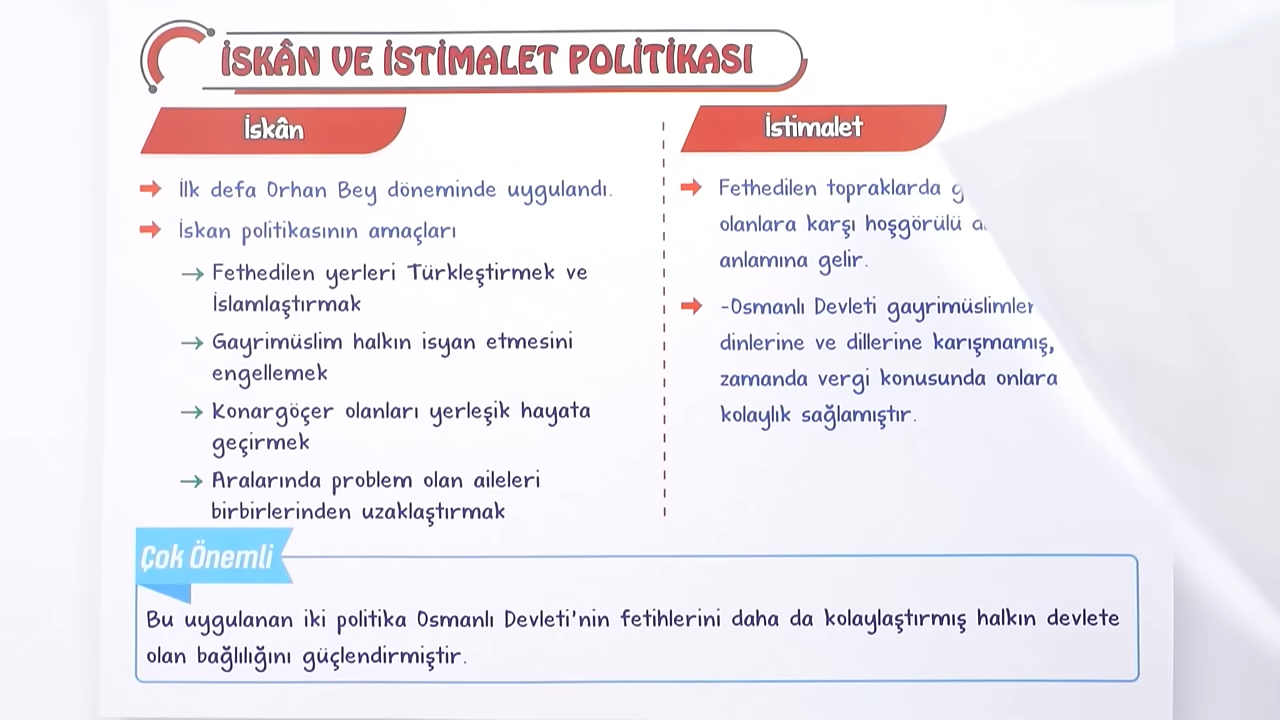 İSKÂN VE İSTİMALET POLİTİKASI
İskân
İlk defa Orhan Bey döneminde uygulandı.
İskan politikasının amaçları
→ Fethedilen yerleri Türkleştirmek ve
İslamlaştırmak
→ Gayrimüslim halkın isyan etmesini
engellemek
→ Konargöçer olanları yerleşik hayata
geçirmek
→ Aralarında problem olan aileleri
birbirlerinden uzaklaştırmak
İstimalet
Fethedilen topraklarda
olanlara karşı hoşgörülü
anlamına gelir.
-Osmanlı Devleti gayrimüslimler
dinlerine ve dillerine karışmamış,
zamanda vergi konusunda onlara
kolaylık sağlamıştır.
Çok Önemli
Bu uygulanan iki politika Osmanlı Devleti'nin fetihlerini daha da kolaylaştırmış halkın devlete
olan bağlılığını güçlendirmiştir.